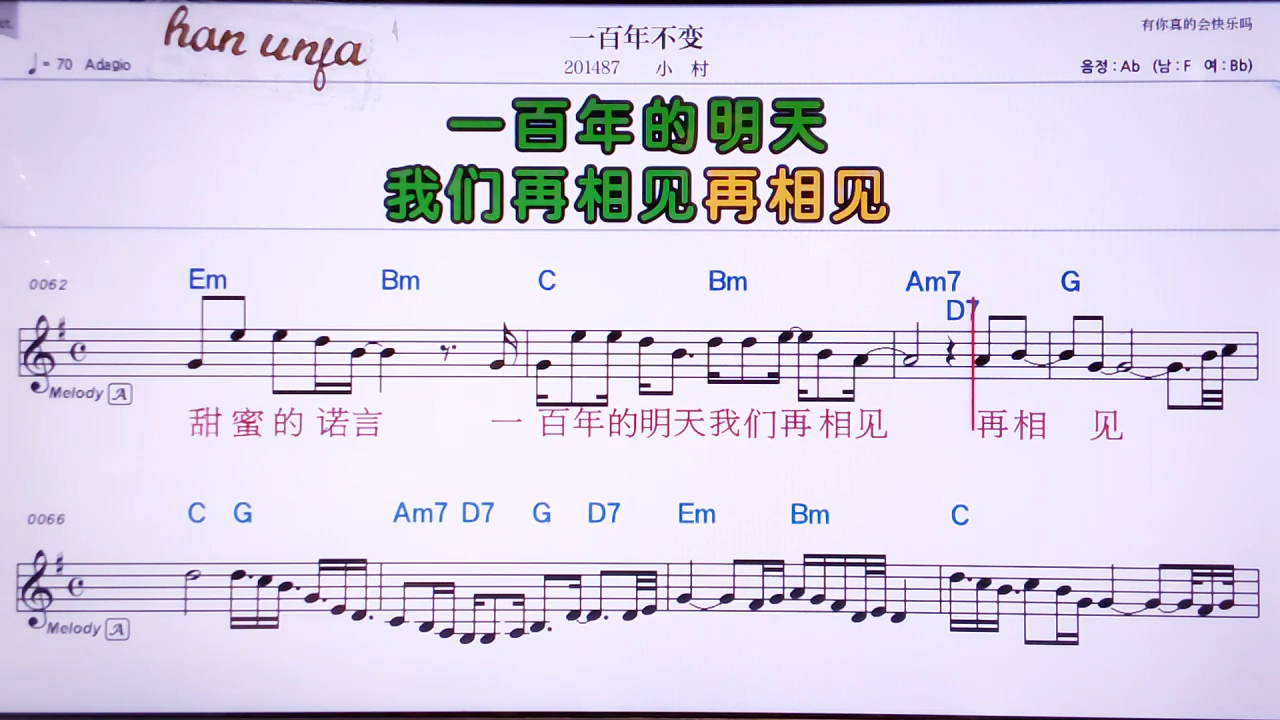 han unfa
一百年不变
有你真的会快乐吗
♩= 70 Adagio
201487 小 村
음정 : Ab (남 : F 여 : Bb)
一百年的明天
我们再相见再相见
Em Bm C Bm Am7 D7 G
0062
Melody A
甜蜜的诺言 一百年的明天我们再相见 再相见
C G Am7 D7 G D7 Em Bm C
0066
Melody A